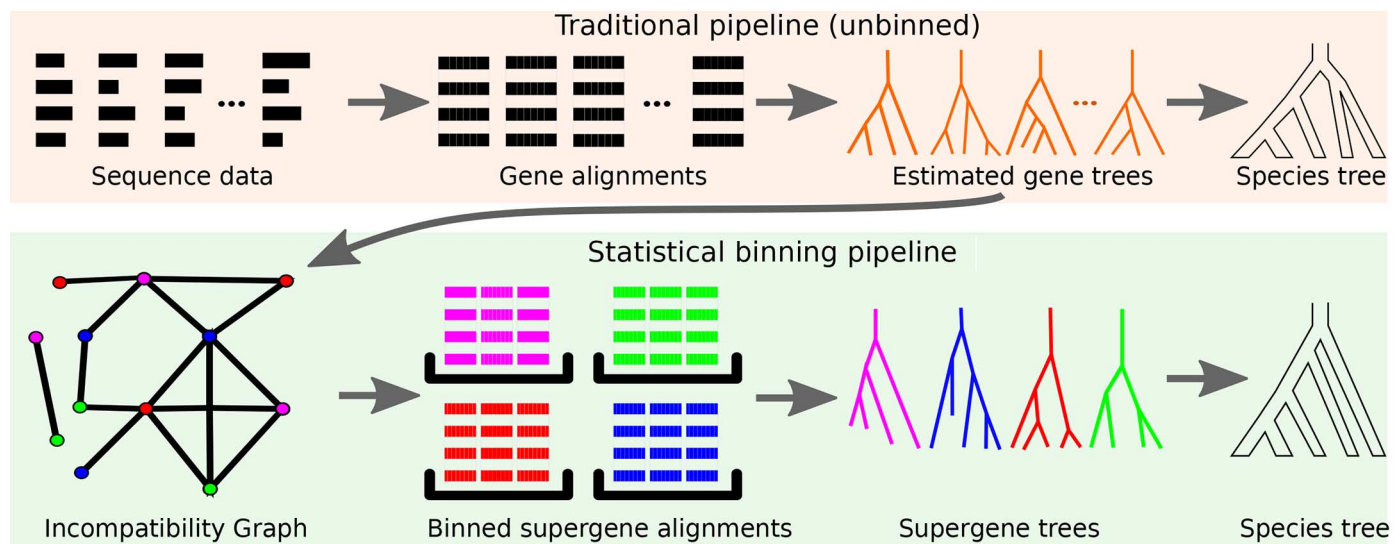 Traditional pipeline (unbinned)
Sequence data
Gene alignments
Estimated gene trees
Species tree
Statistical binning pipeline
Incompatibility Graph
Binned supergene alignments
Supergene trees
Species tree